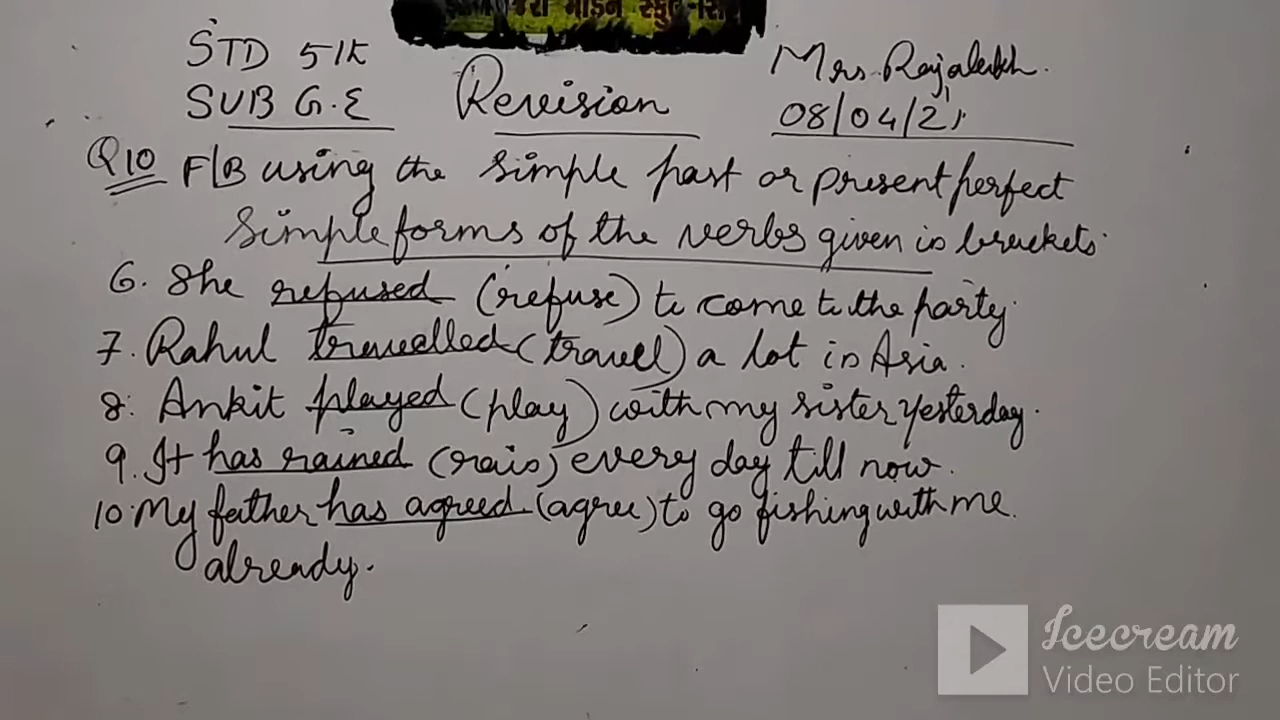 મોડર્ન સ્કુલ
STD 5th
SUB G.E
Revision
Mrs. Rajalekh.
08/04/21
Q10 F/B using the simple past or present perfect
simple forms of the verbs given in brackets.
6. She refused (refuse) to come to the party.
7. Rahul travelled (travel) a lot in Asia.
8. Ankit played (play) with my sister yesterday.
9. It has rained (rain) every day till now.
10. My father has agreed (agree) to go fishing with me.
already.
Icecream
Video Editor